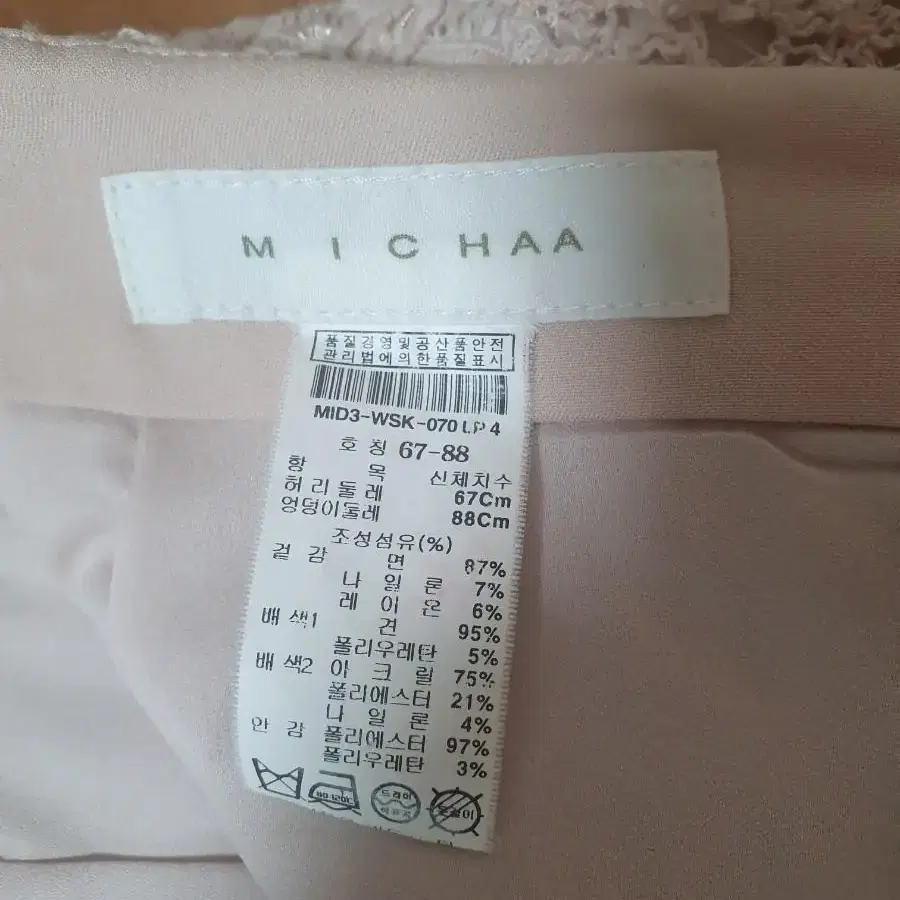 MICHAA
품질경영및공산품안전
관리법에의한품질표시
MID3-WSK-070 LP4
호칭 67-88
항목 신체치수
허리둘레 67Cm
엉덩이둘레 88Cm
조성섬유(%)
겉감 면 87%
나일론 7%
레이온 6%
배색1 견 95%
폴리우레탄 5%
배색2 아크릴 75%
폴리에스터 21%
나일론 4%
안감 폴리에스터 97%
폴리우레탄 3%
드라이